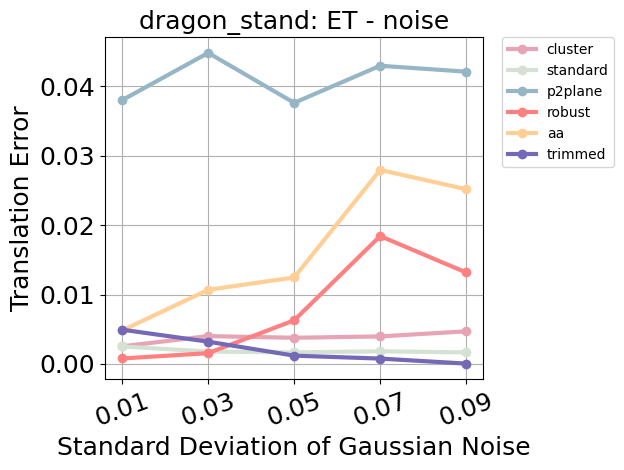 dragon_stand: ET - noise
Translation Error
0.04
0.03
0.02
0.01
0.00
0.01
0.03
0.05
0.07
0.09
Standard Deviation of Gaussian Noise
cluster
standard
p2plane
robust
aa
trimmed